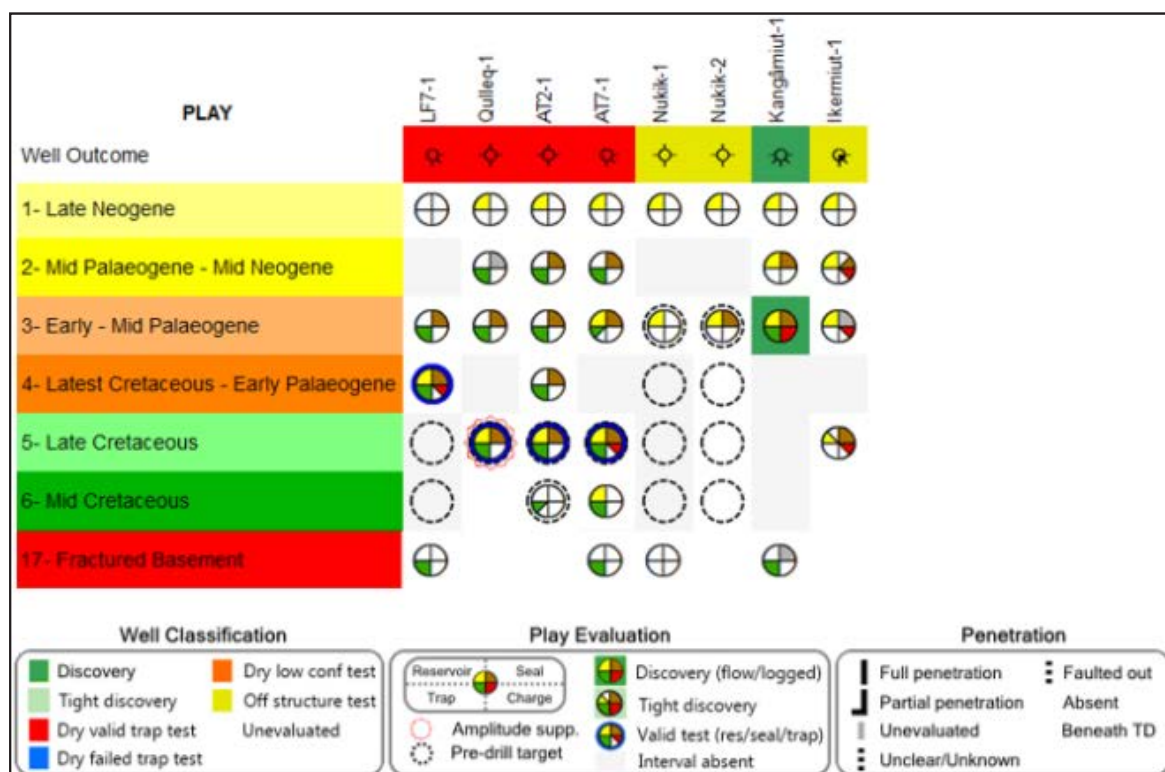 LF7-1
Qulleq-1
AT2-1
AT7-1
Nukik-1
Nukik-2
Kangâmiut-1
Ikermiut-1
PLAY
Well Outcome
1- Late Neogene
2- Mid Palaeogene - Mid Neogene
3- Early - Mid Palaeogene
4- Latest Cretaceous - Early Palaeogene
5- Late Cretaceous
6- Mid Cretaceous
17- Fractured Basement
Well Classification
Discovery
Tight discovery
Dry valid trap test
Dry failed trap test
Dry low conf test
Off structure test
Unevaluated
Play Evaluation
Reservoir Seal
Trap Charge
Amplitude supp.
Pre-drill target
Discovery (flow/logged)
Tight discovery
Valid test (res/seal/trap)
Interval absent
Penetration
Full penetration
Partial penetration
Unevaluated
Unclear/Unknown
Faulted out
Absent
Beneath TD